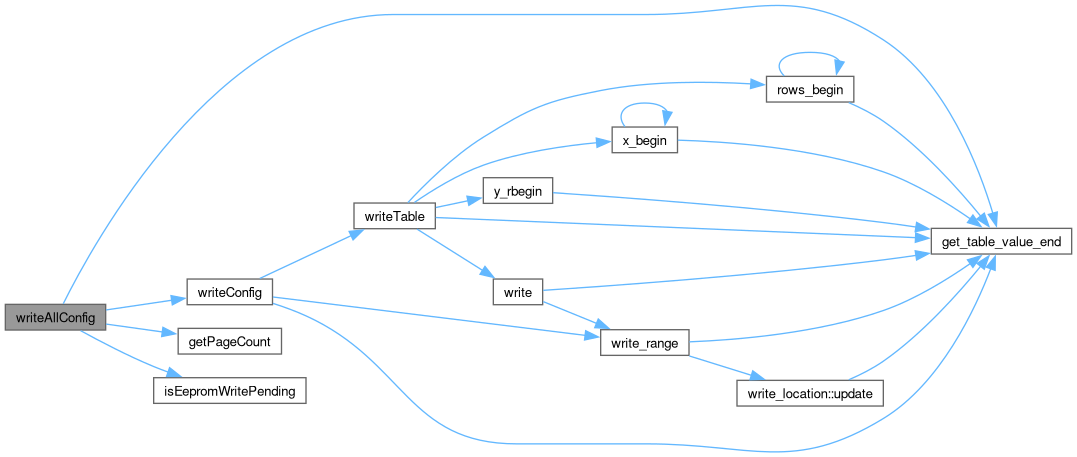 rows_begin
x_begin
y_rbegin
writeTable
get_table_value_end
writeConfig
write
writeAllConfig
getPageCount
write_range
isEepromWritePending
write_location::update